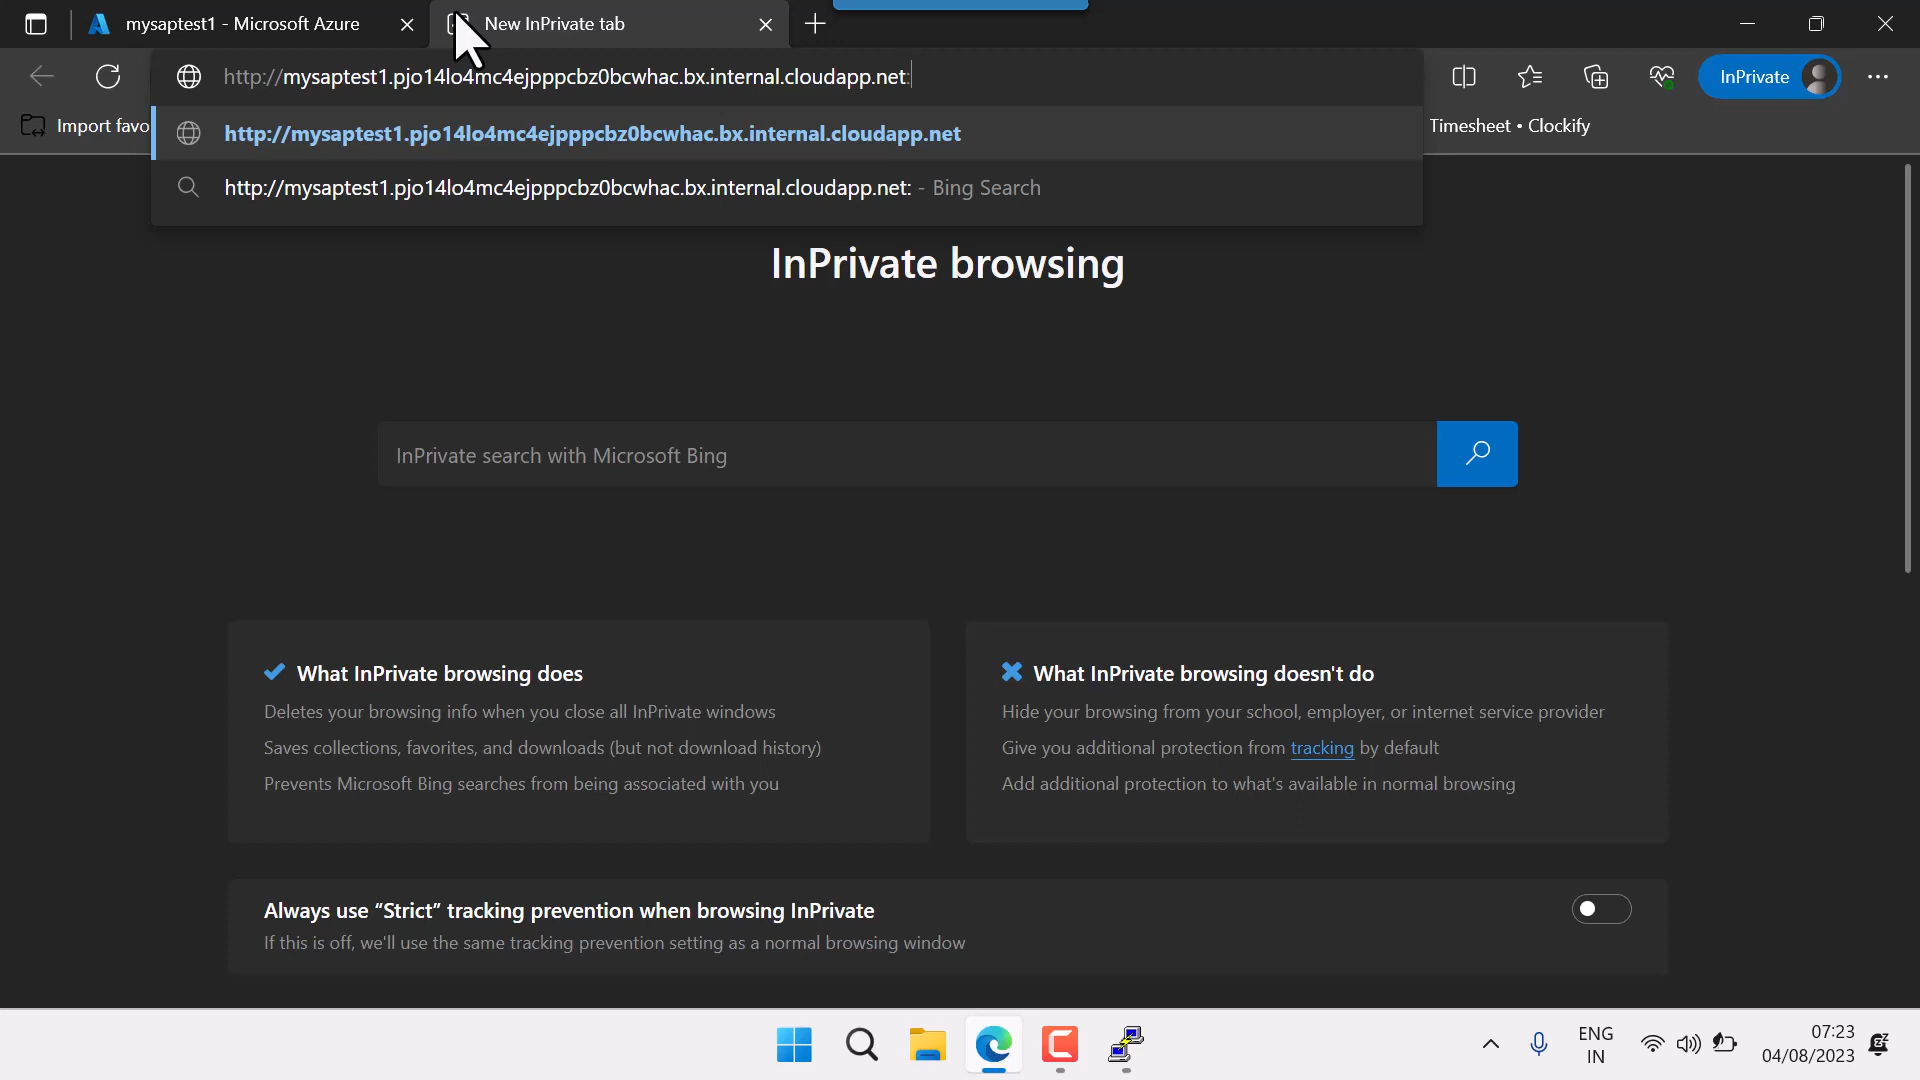 mysaptest1 - Microsoft Azure
New InPrivate tab
http://mysaptest1.pjo14lo4mc4ejpppcbz0bcwhac.bx.internal.cloudapp.net:
InPrivate
Import favo
http://mysaptest1.pjo14lo4mc4ejpppcbz0bcwhac.bx.internal.cloudapp.net
Timesheet • Clockify
http://mysaptest1.pjo14lo4mc4ejpppcbz0bcwhac.bx.internal.cloudapp.net: - Bing Search
InPrivate browsing
InPrivate search with Microsoft Bing
What InPrivate browsing does
Deletes your browsing info when you close all InPrivate windows
Saves collections, favorites, and downloads (but not download history)
Prevents Microsoft Bing searches from being associated with you
What InPrivate browsing doesn't do
Hide your browsing from your school, employer, or internet service provider
Give you additional protection from tracking by default
Add additional protection to what's available in normal browsing
Always use “Strict” tracking prevention when browsing InPrivate
If this is off, we'll use the same tracking prevention setting as a normal browsing window
ENG
IN
07:23
04/08/2023